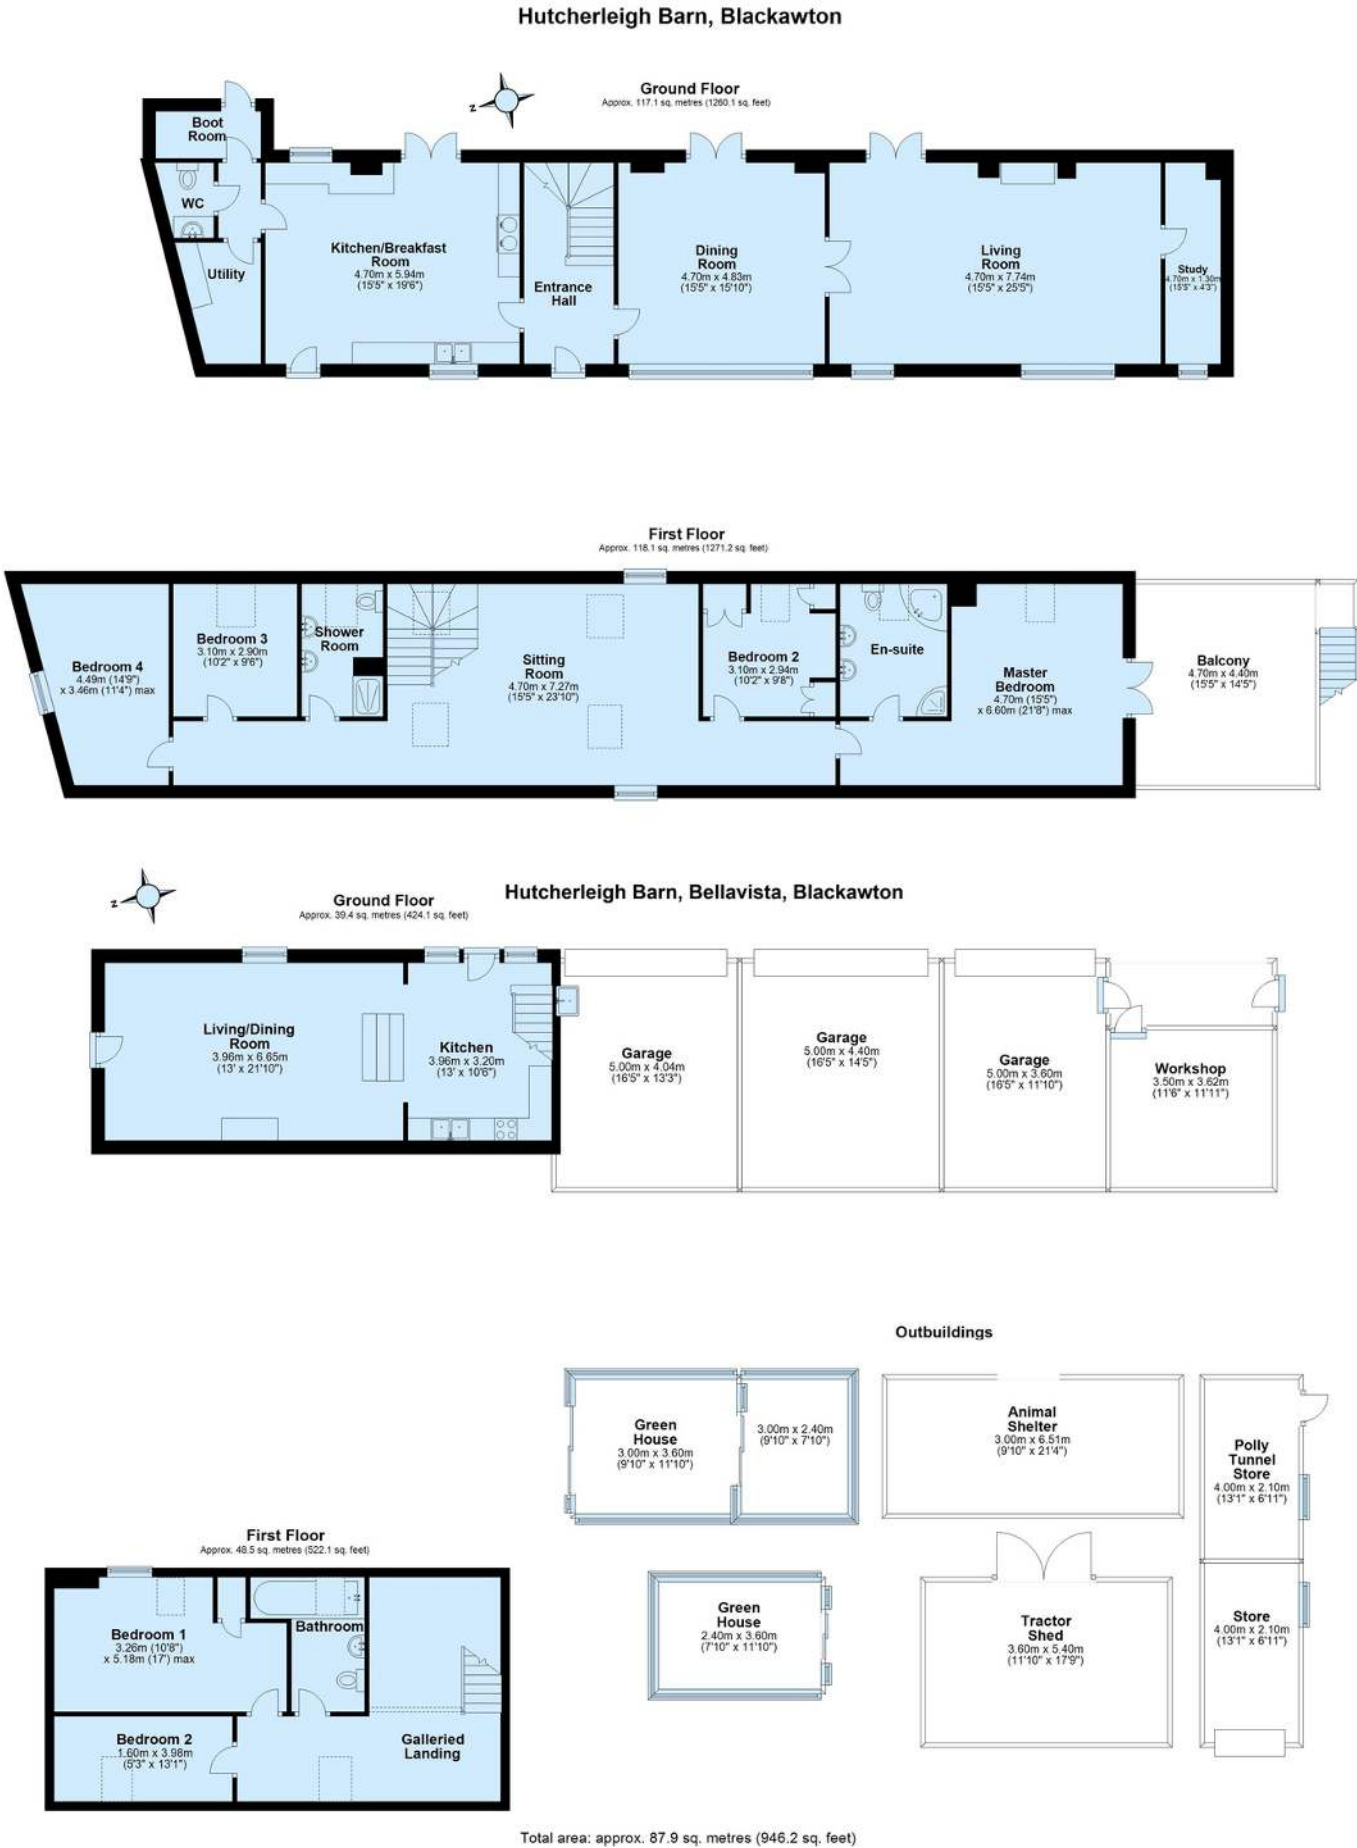 Hutcherleigh Barn, Blackawton
Ground Floor
Approx. 117.1 sq. metres (1260.1 sq. feet)
Z
Boot
Room
WC
Utility
Kitchen/Breakfast
Room
4.70m x 5.94m
(15'5" x 19'6")
Entrance
Hall
Dining
Room
4.70m x 4.83m
(15'5" x 15'10")
Living
Room
4.70m x 7.74m
(15'5" x 25'5")
Study
4.70m x 1.30m
(15'5" x 4'3")
First Floor
Approx. 118.1 sq. metres (1271.2 sq. feet)
Bedroom 4
4.49m (14'9")
x 3.46m (11'4") max
Bedroom 3
3.10m x 2.90m
(10'2" x 9'6")
Shower
Room
Sitting
Room
4.70m x 7.27m
(15'5" x 23'10")
Bedroom 2
3.10m x 2.94m
(10'2" x 9'8")
En-suite
Master
Bedroom
4.70m (15'5")
x 6.60m (21'8") max
Balcony
4.70m x 4.40m
(15'5" x 14'5")
Z
Ground Floor
Approx. 39.4 sq. metres (424.1 sq. feet)
Hutcherleigh Barn, Bellavista, Blackawton
Living/Dining
Room
3.96m x 6.65m
(13' x 21'10")
Kitchen
3.96m x 3.20m
(13' x 10'6")
Garage
5.00m x 4.04m
(16'5" x 13'3")
Garage
5.00m x 4.40m
(16'5" x 14'5")
Garage
5.00m x 3.60m
(16'5" x 11'10")
Workshop
3.50m x 3.62m
(11'6" x 11'11")
Outbuildings
Green
House
3.00m x 3.60m
(9'10" x 11'10")
3.00m x 2.40m
(9'10" x 7'10")
Animal
Shelter
3.00m x 6.51m
(9'10" x 21'4")
Polly
Tunnel
Store
4.00m x 2.10m
(13'1" x 6'11")
Green
House
2.40m x 3.60m
(7'10" x 11'10")
Tractor
Shed
3.60m x 5.40m
(11'10" x 17'9")
Store
4.00m x 2.10m
(13'1" x 6'11")
First Floor
Approx. 48.5 sq. metres (522.1 sq. feet)
Bedroom 1
3.26m (10'8")
x 5.18m (17') max
Bathroom
Bedroom 2
1.60m x 3.98m
(5'3" x 13'1")
Galleried
Landing
Total area: approx. 87.9 sq. metres (946.2 sq. feet)